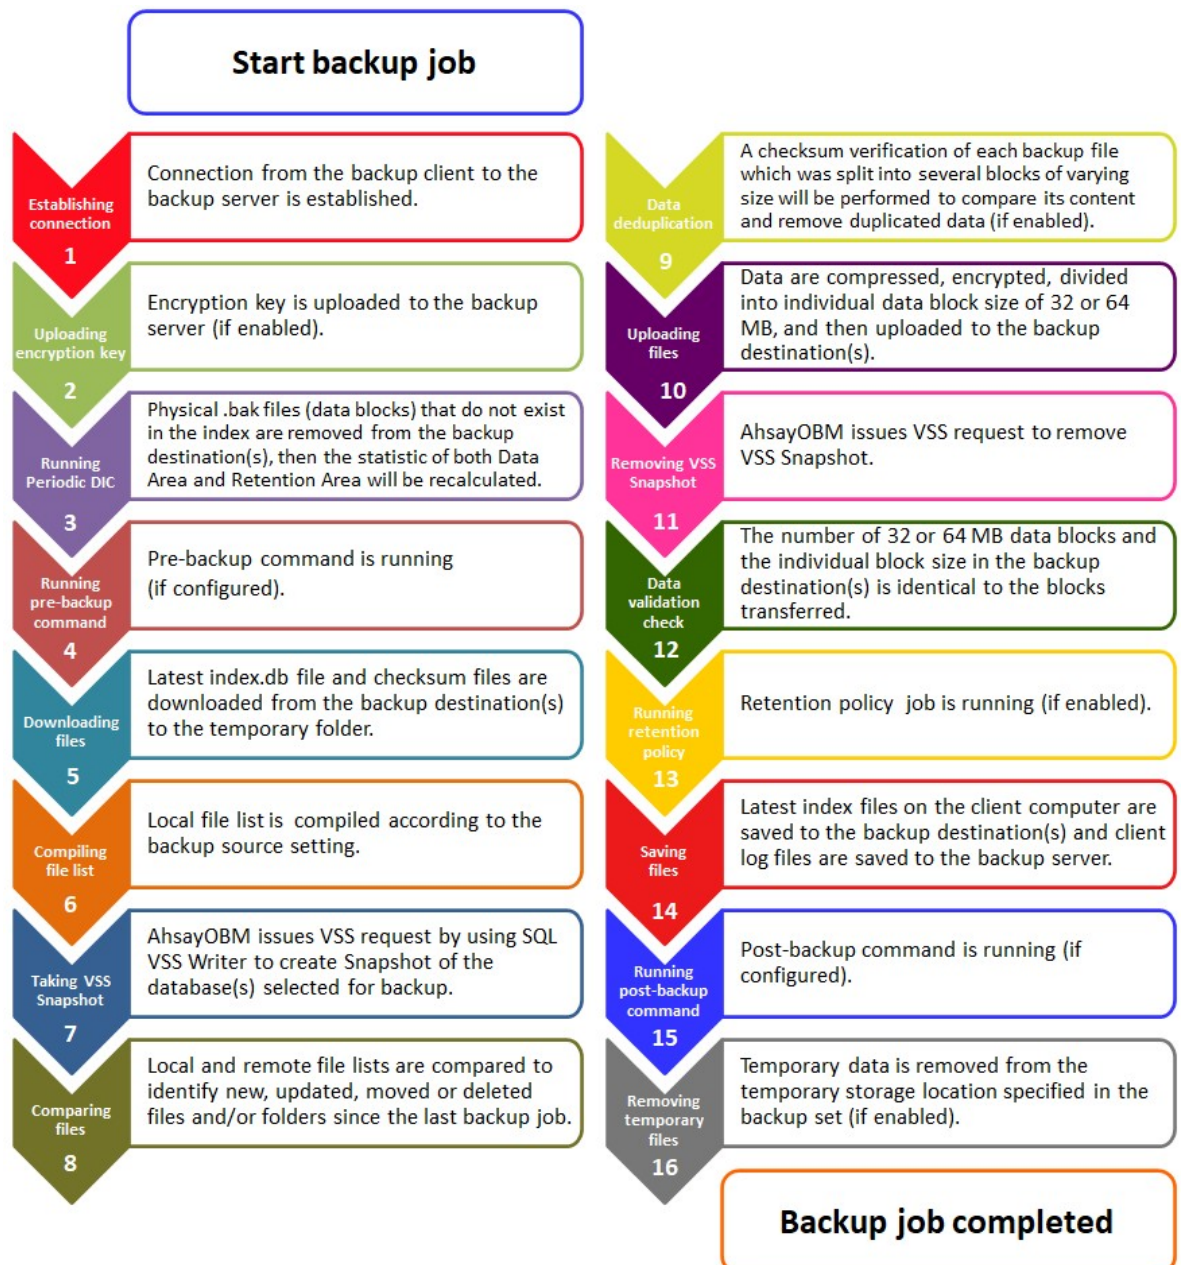 Start backup job
Establishing
connection
1
Connection from the backup client to the
backup server is established.
Uploading
encryption key
2
Encryption key is uploaded to the backup
server (if enabled).
Running
Periodic DIC
3
Physical .bak files (data blocks) that do not exist
in the index are removed from the backup
destination(s), then the statistic of both Data
Area and Retention Area will be recalculated.
Running
pre-backup
command
4
Pre-backup command is running
(if configured).
Downloading
files
5
Latest index.db file and checksum files are
downloaded from the backup destination(s)
to the temporary folder.
Compiling
file list
6
Local file list is compiled according to the
backup source setting.
Taking VSS
Snapshot
7
AhsayOBM issues VSS request by using SQL
VSS Writer to create Snapshot of the
database(s) selected for backup.
Comparing
files
8
Local and remote file lists are compared to
identify new, updated, moved or deleted
files and/or folders since the last backup job.
Data
deduplication
9
A checksum verification of each backup file
which was split into several blocks of varying
size will be performed to compare its content
and remove duplicated data (if enabled).
Uploading
files
10
Data are compressed, encrypted, divided
into individual data block size of 32 or 64
MB, and then uploaded to the backup
destination(s).
Removing VSS
Snapshot
11
AhsayOBM issues VSS request to remove
VSS Snapshot.
Data
validation
check
12
The number of 32 or 64 MB data blocks and
the individual block size in the backup
destination(s) is identical to the blocks
transferred.
Running
retention
policy
13
Retention policy job is running (if enabled).
Saving
files
14
Latest index files on the client computer are
saved to the backup destination(s) and client
log files are saved to the backup server.
Running
post-backup
command
15
Post-backup command is running (if
configured).
Removing
temporary
files
16
Temporary data is removed from the
temporary storage location specified in the
backup set (if enabled).
Backup job completed